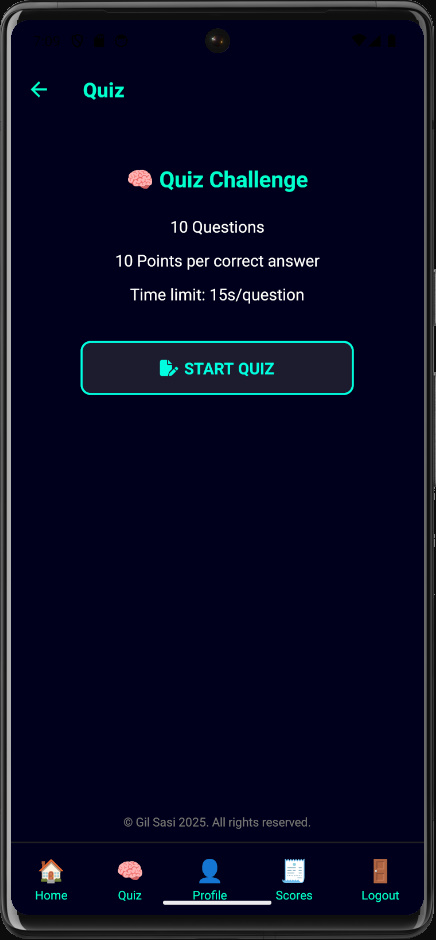 Quiz
Quiz Challenge
10 Questions
10 Points per correct answer
Time limit: 15s/question
START QUIZ
© Gil Sasi 2025. All rights reserved.
Home Quiz Profile Scores Logout